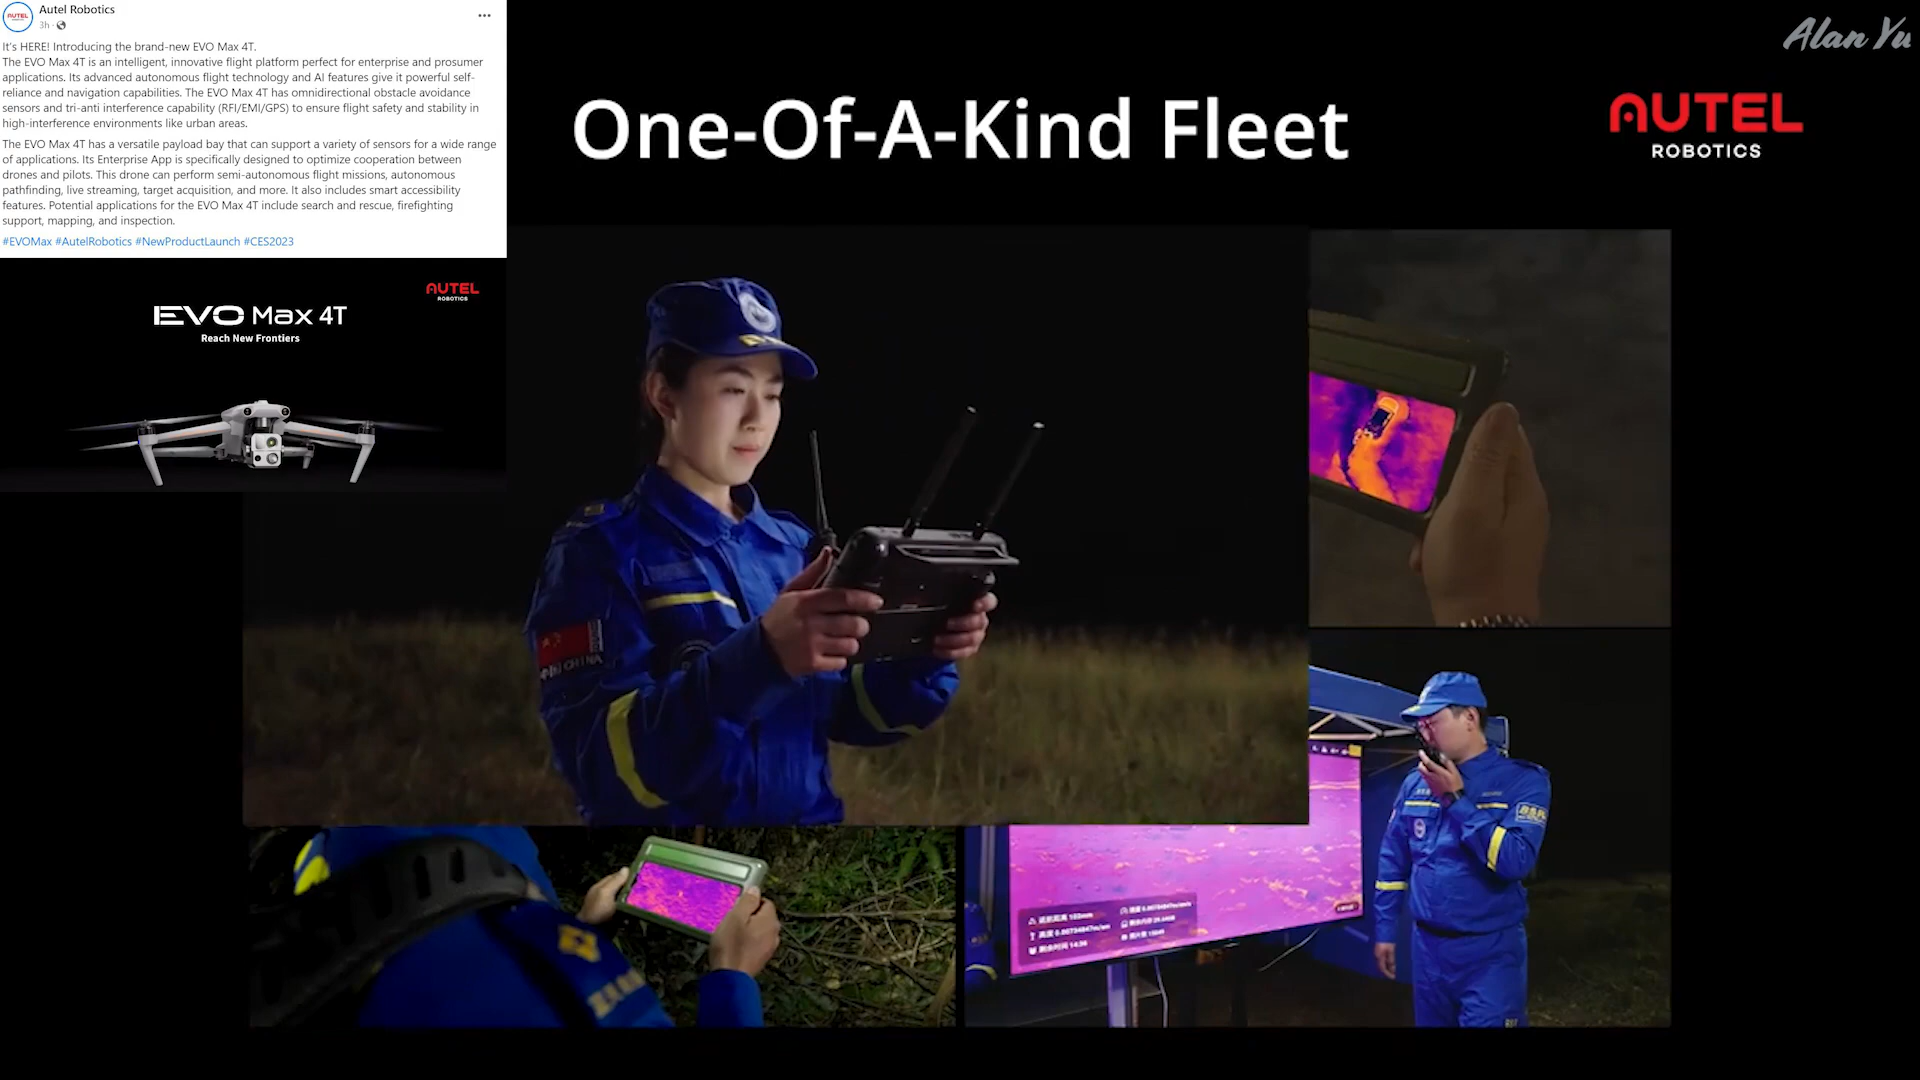 Autel Robotics
3h
It's HERE! Introducing the brand-new EVO Max 4T.
The EVO Max 4T is an intelligent, innovative flight platform perfect for enterprise and prosumer
applications. Its advanced autonomous flight technology and AI features give it powerful self-
reliance and navigation capabilities. The EVO Max 4T has omnidirectional obstacle avoidance
sensors and tri-anti interference capability (RFI/EMI/GPS) to ensure flight safety and stability in
high-interference environments like urban areas.
The EVO Max 4T has a versatile payload bay that can support a variety of sensors for a wide range
of applications. Its Enterprise App is specifically designed to optimize cooperation between
drones and pilots. This drone can perform semi-autonomous flight missions, autonomous
pathfinding, live streaming, target acquisition, and more. It also includes smart accessibility
features. Potential applications for the EVO Max 4T include search and rescue, firefighting
support, mapping, and inspection.
#EVOMax #AutelRobotics #NewProductLaunch #CES2023
AUTEL
ROBOTICS
EVO Max 4T
Reach New Frontiers
Alan Yu
One-Of-A-Kind Fleet
AUTEL
ROBOTICS
CHINA